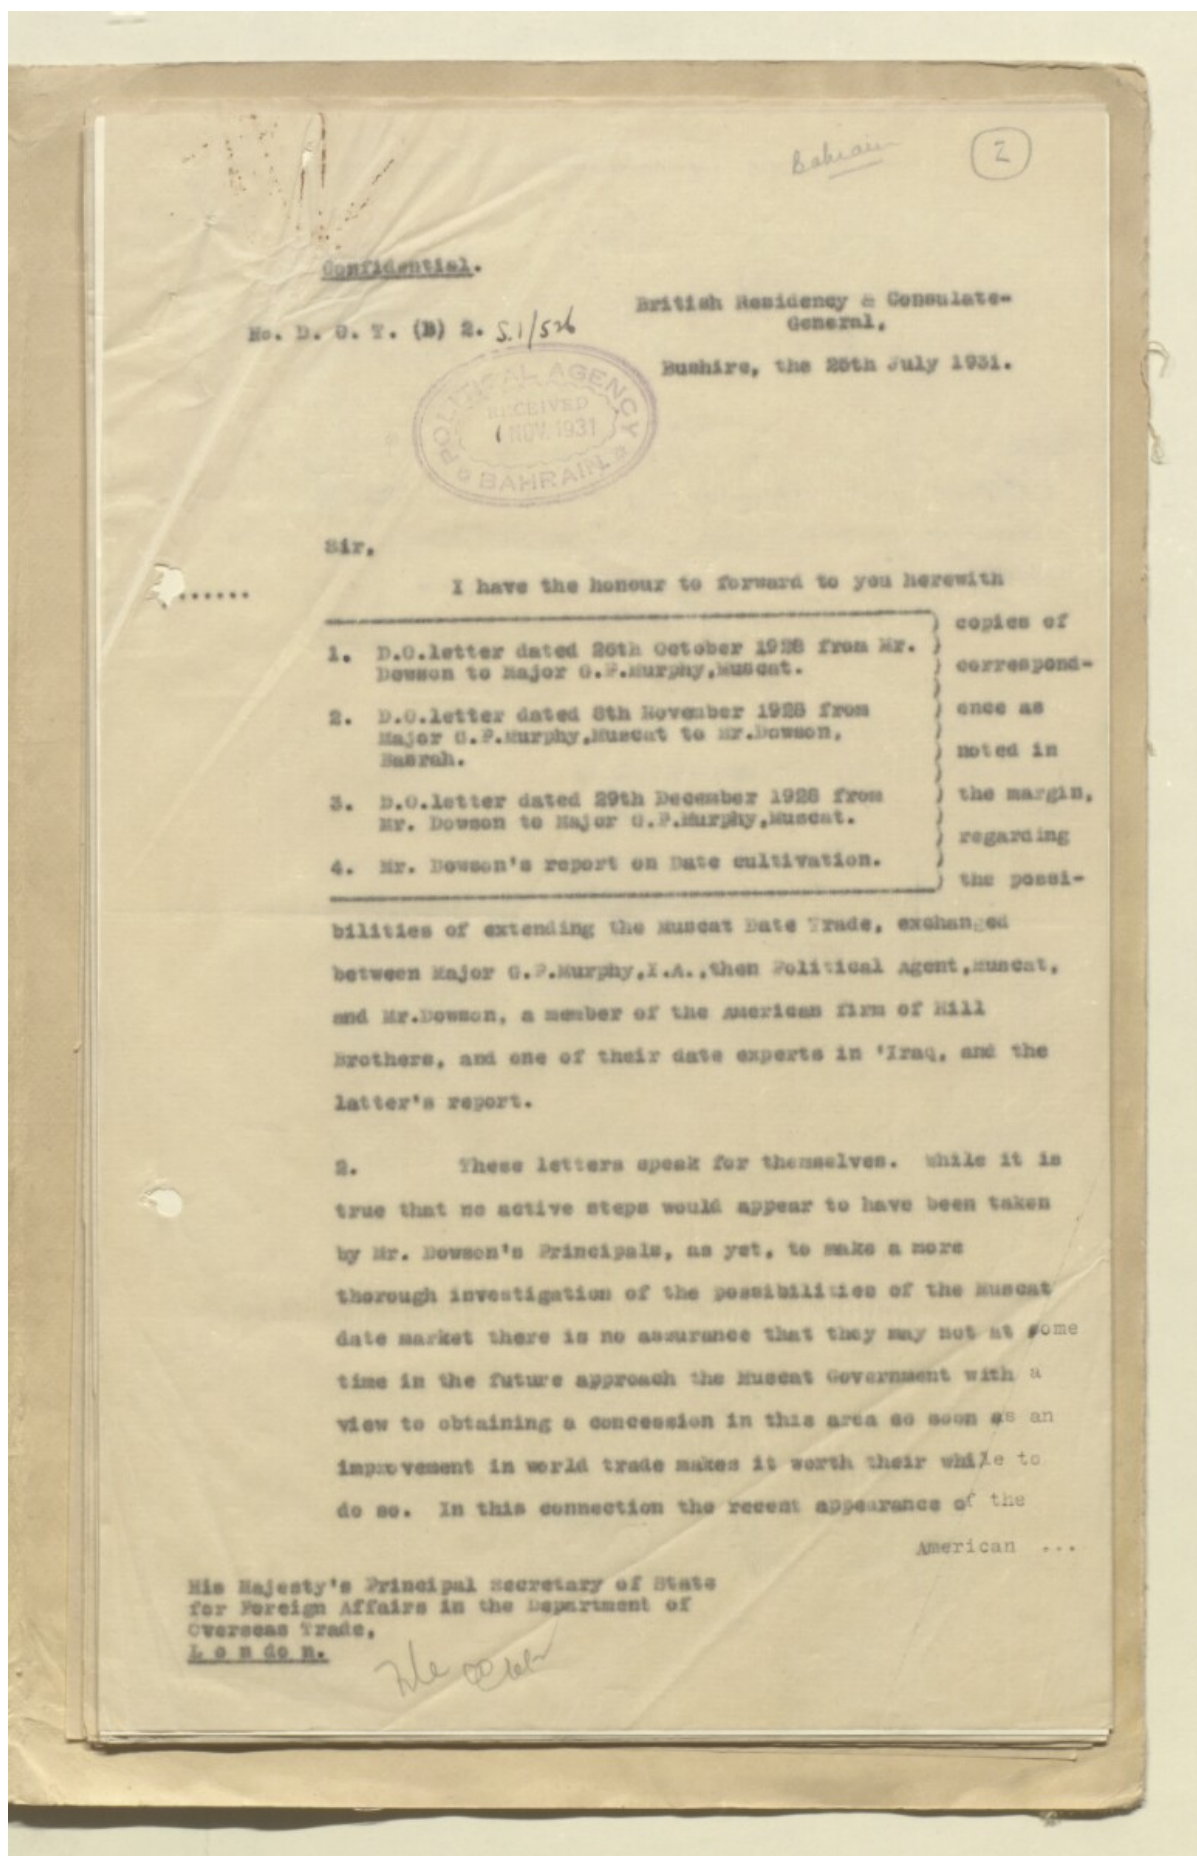 Bahrain
2
Confidential.
No. D. O. T. (B) 2. S.1/526
British Residency & Consulate-
General,
Bushire, the 25th July 1931.
POLITICAL AGENCY
RECEIVED
NOV. 1931
BAHRAIN
Sir,
I have the honour to forward to you herewith
.......
1. D.O.letter dated 26th October 1928 from Mr.
Dowson to Major G.P.Murphy,Muscat.
2. D.O.letter dated 8th November 1928 from
Major G.P.Murphy,Muscat to Mr.Dowson,
Basrah.
3. D.O.letter dated 29th December 1928 from
Mr. Dowson to Major G.P.Murphy,Muscat.
4. Mr. Dowson's report on Date cultivation.
copies of
correspond-
ence as
noted in
the margin,
regarding
the possi-
bilities of extending the Muscat Date Trade, exchanged
between Major G.P.Murphy,I.A.,then Political Agent,Muscat,
and Mr.Dowson, a member of the American firm of Hill
Brothers, and one of their date experts in 'Iraq, and the
latter's report.
2. These letters speak for themselves. While it is
true that no active steps would appear to have been taken
by Mr. Dowson's Principals, as yet, to make a more
thorough investigation of the possibilities of the Muscat
date market there is no assurance that they may not at some
time in the future approach the Muscat Government with a
view to obtaining a concession in this area so soon as an
improvement in world trade makes it worth their while to
do so. In this connection the recent appearance of the
American ...
His Majesty's Principal Secretary of State
for Foreign Affairs in the Department of
Overseas Trade,
London.